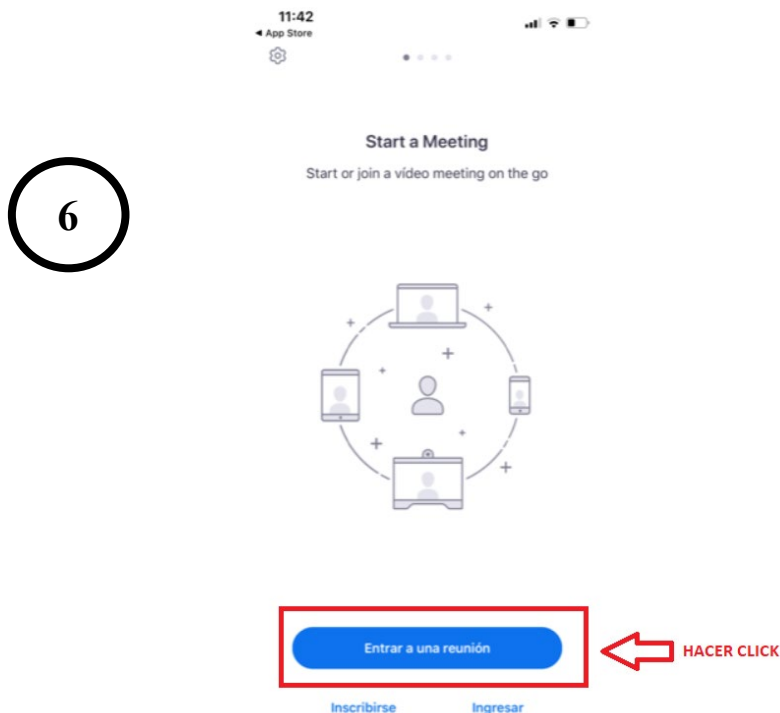 11:42
◄ App Store
Start a Meeting
Start or join a vídeo meeting on the go
6
Entrar a una reunión
HACER CLICK
Inscribirse Ingresar